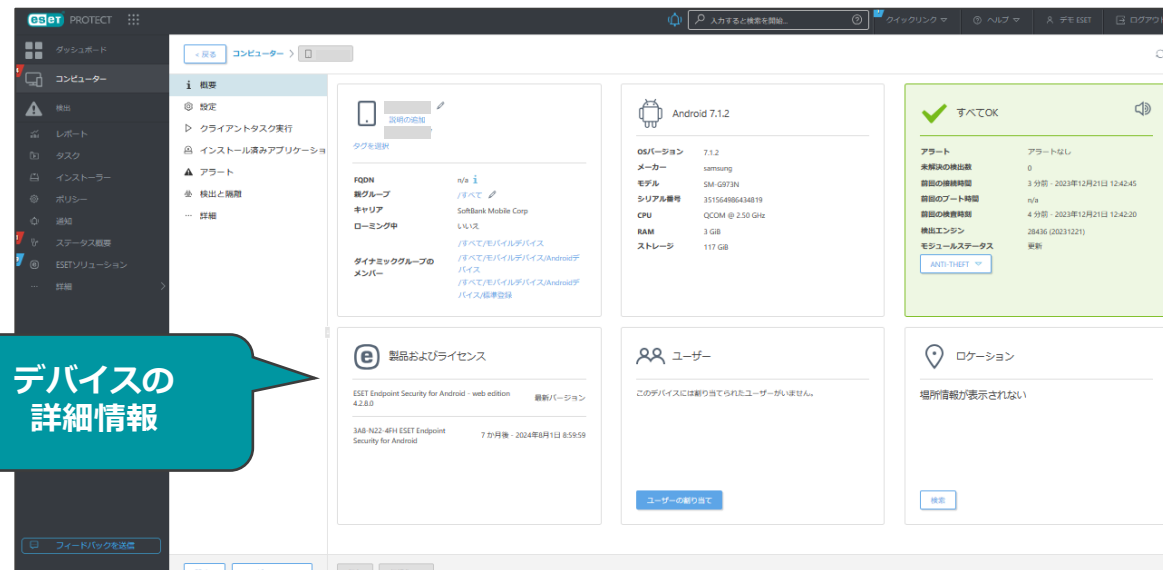 eset PROTECT
入力すると検索を開始...
クイックリンク
ヘルプ
デモ ESET
ログアウト
ダッシュボード
コンピューター
検出
レポート
タスク
インストーラー
ポリシー
通知
ステータス概要
ESETソリューション
詳細
フィードバックを送信
< 戻る
コンピューター >
概要
設定
クライアントタスク実行
インストール済みアプリケーショ
アラート
検出と隔離
詳細
説明の追加
タグを選択
FQDN n/a
親グループ /すべて
キャリア SoftBank Mobile Corp
ローミング中 いいえ
ダイナミックグループの
メンバー
/すべて/モバイルデバイス
/すべて/モバイルデバイス/Androidデ
バイス
/すべて/モバイルデバイス/Androidデ
バイス/標準登録
Android 7.1.2
OSバージョン 7.1.2
メーカー samsung
モデル SM-G973N
シリアル番号 351564986434819
CPU QCOM @ 2.50 GHz
RAM 3 GiB
ストレージ 117 GiB
すべてOK
アラート アラートなし
未解決の検出数 0
前回の接続時間 3 分前 - 2023年12月21日 12:42:45
前回のブート時間 n/a
前回の検査時刻 4 分前 - 2023年12月21日 12:42:20
検出エンジン 28436 (20231221)
モジュールステータス 更新
ANTI-THEFT
製品およびライセンス
ESET Endpoint Security for Android - web edition
4.2.8.0
最新バージョン
3A8-N22-4FH ESET Endpoint
Security for Android
7 か月後 - 2024年8月1日 8:59:59
ユーザー
このデバイスには割り当てられたユーザーがいません。
ユーザーの割り当て
ロケーション
場所情報が表示されない
検索
デバイスの
詳細情報